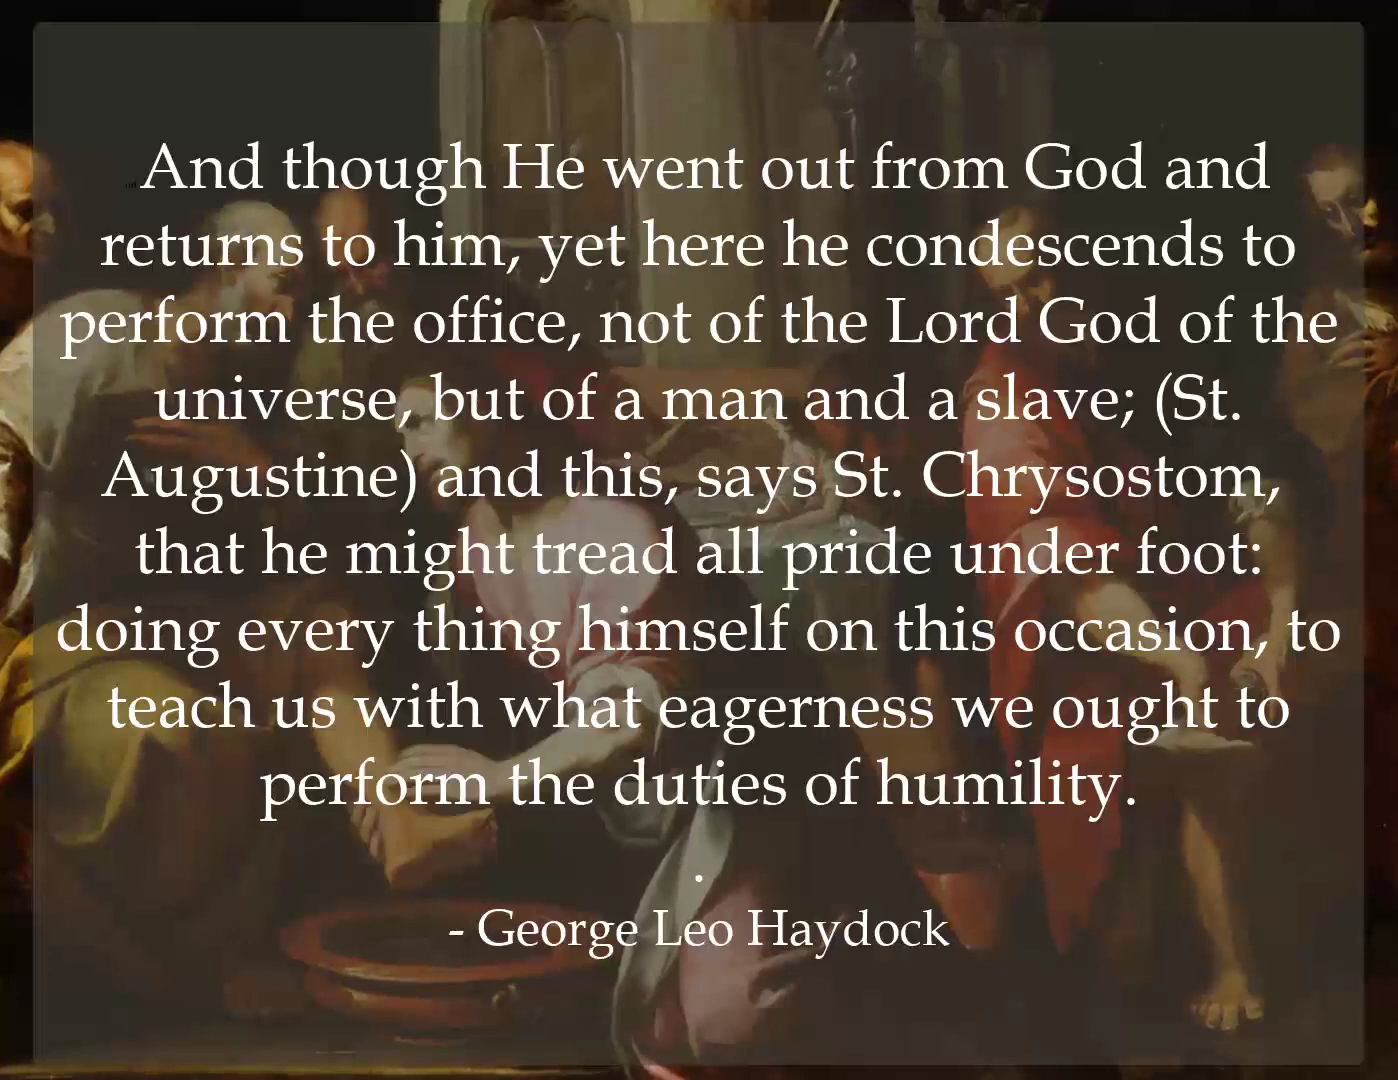 And though He went out from God and
returns to him, yet here he condescends to
perform the office, not of the Lord God of the
universe, but of a man and a slave; (St.
Augustine) and this, says St. Chrysostom,
that he might tread all pride under foot:
doing every thing himself on this occasion, to
teach us with what eagerness we ought to
perform the duties of humility.
.
- George Leo Haydock